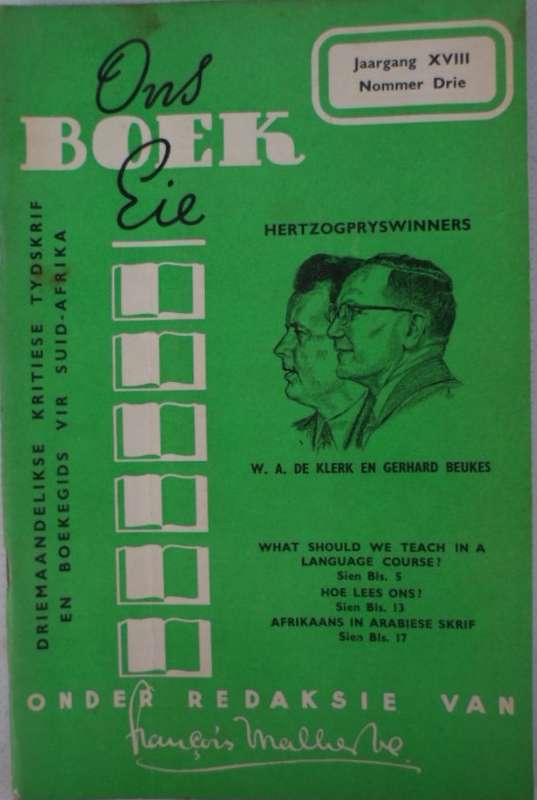 Ons
BOEK
Eie
Jaargang XVIII
Nommer Drie
DRIEMAANDELIKSE KRITIESE TYDSKRIF
EN BOEKEGIDS VIR SUID-AFRIKA
HERTZOGPRYSWINNERS
W. A. DE KLERK EN GERHARD BEUKES
WHAT SHOULD WE TEACH IN A
LANGUAGE COURSE?
Sien Bls. 5
HOE LEES ONS?
Sien Bls. 13
AFRIKAANS IN ARABIESE SKRIF
Sien Bls. 17
ONDER REDAKSIE VAN
François Malherbe